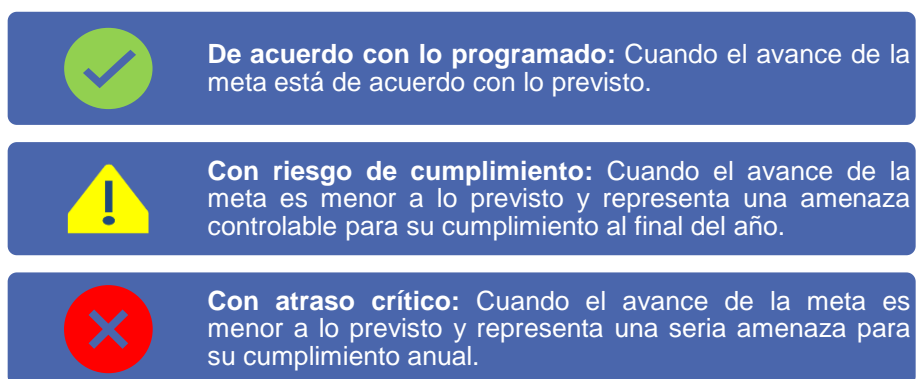 De acuerdo con lo programado: Cuando el avance de la
meta está de acuerdo con lo previsto.
Con riesgo de cumplimiento: Cuando el avance de la
meta es menor a lo previsto y representa una amenaza
controlable para su cumplimiento al final del año.
Con atraso crítico: Cuando el avance de la meta es
menor a lo previsto y representa una seria amenaza para
su cumplimiento anual.